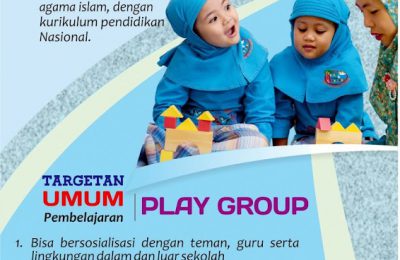 agama islam, dengan
kurikulum pendidikan
Nasional.
TARGETAN
UMUM
Pembelajaran
PLAY GROUP
1. Bisa bersosialisasi dengan teman, guru serta
lingkungan dalam dan luar sekolah